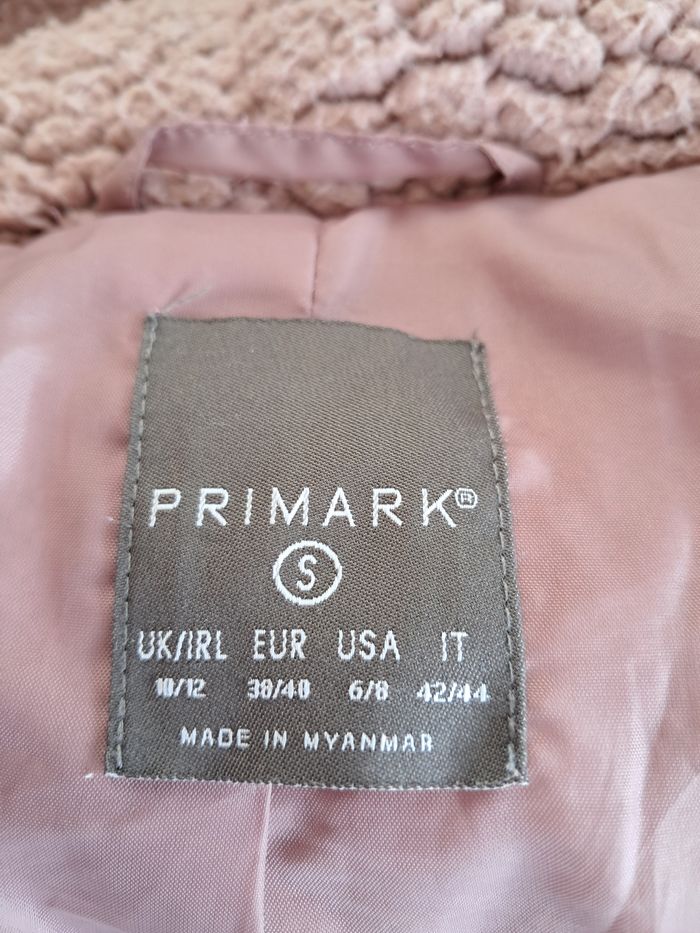 PRIMARK®
S
UK/IRL EUR USA IT
10/12 38/40 6/8 42/44
MADE IN MYANMAR